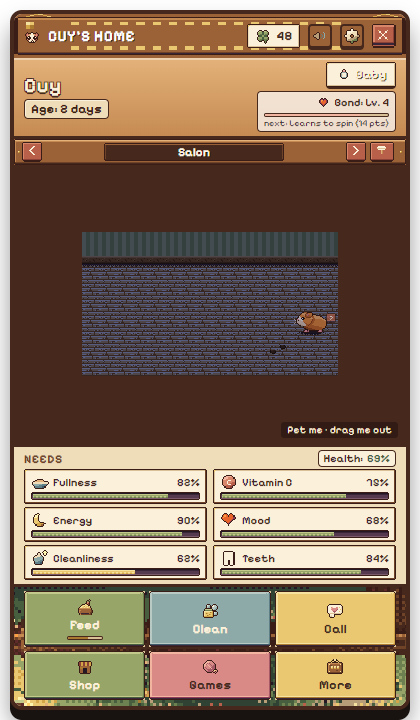 GUY'S HOME
48
Guy
Baby
Age: 2 days
Bond: Lv. 4
next: learns to spin (14 pts)
Salon
Pet me · drag me out
NEEDS
Health: 69%
Fullness 82%
Vitamin C 75%
Energy 90%
Mood 68%
Cleanliness 62%
Teeth 84%
Feed
Clean
Call
Shop
Games
More